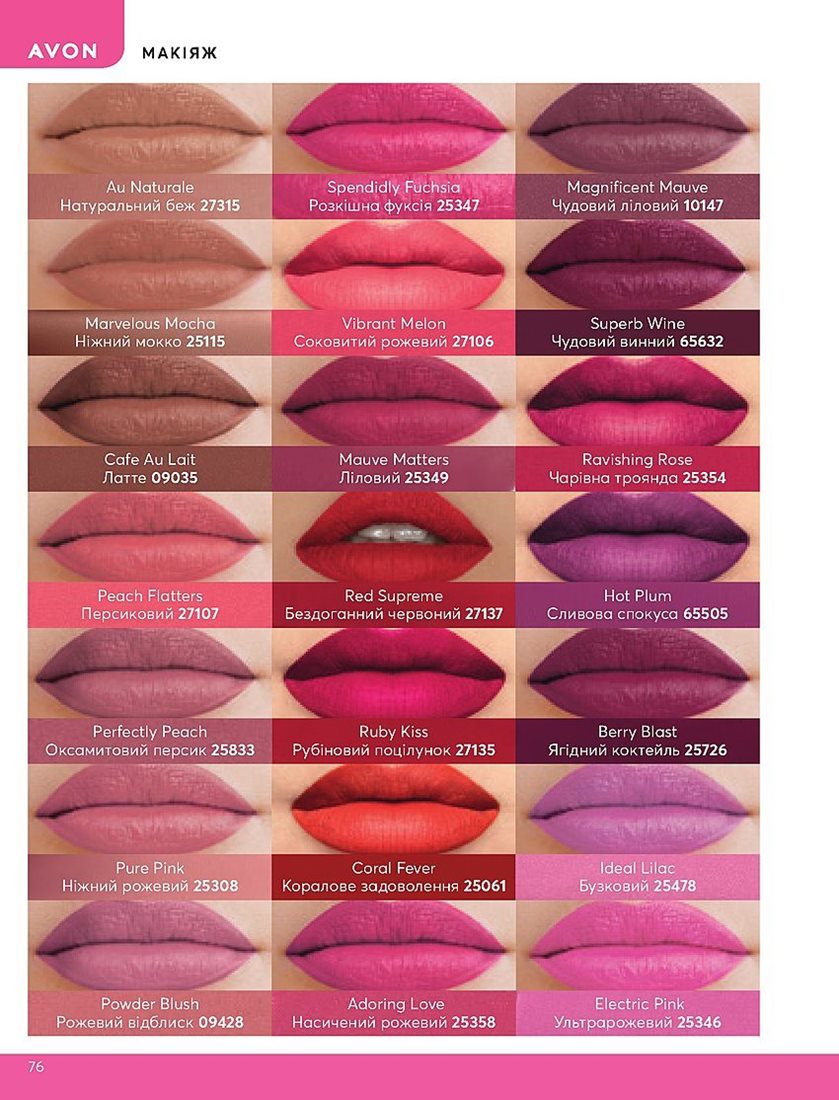 AVON
МАКІЯЖ
Au Naturale
Натуральний беж 27315
Spendidly Fuchsia
Розкішна фуксія 25347
Magnificent Mauve
Чудовий ліловий 10147
Marvelous Mocha
Ніжний мокко 25115
Vibrant Melon
Соковитий рожевий 27106
Superb Wine
Чудовий винний 65632
Cafe Au Lait
Латте 09035
Mauve Matters
Ліловий 25349
Ravishing Rose
Чарівна троянда 25354
Peach Flatters
Персиковий 27107
Red Supreme
Бездоганний червоний 27137
Hot Plum
Сливова спокуса 65505
Perfectly Peach
Оксамитовий персик 25833
Ruby Kiss
Рубіновий поцілунок 27135
Berry Blast
Ягідний коктейль 25726
Pure Pink
Ніжний рожевий 25308
Coral Fever
Коралове задоволення 25061
Ideal Lilac
Бузковий 25478
Powder Blush
Рожевий відблиск 09428
Adoring Love
Насичений рожевий 25358
Electric Pink
Ультрарожевий 25346
76